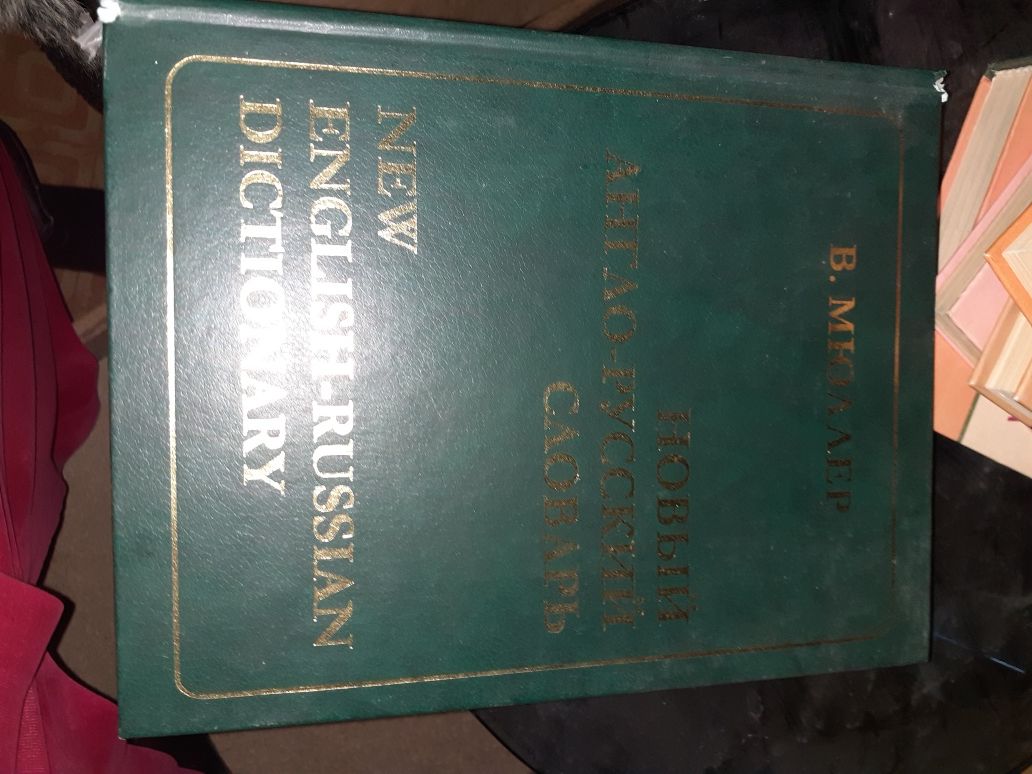 В. МЮЛЛЕР
НОВЫЙ
АНГЛО-РУССКИЙ
СЛОВАРЬ
NEW
ENGLISH-RUSSIAN
DICTIONARY